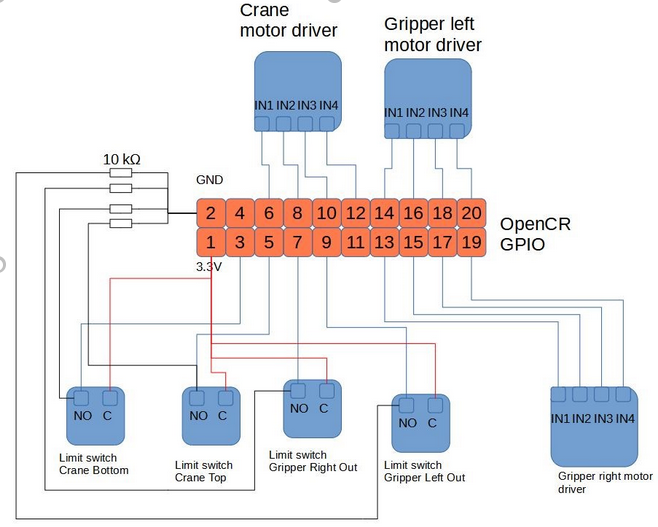 Crane
motor driver
Gripper left
motor driver
IN1 IN2 IN3 IN4
IN1 IN2 IN3 IN4
10 kΩ
GND
2 4 6 8 10 12 14 16 18 20
1 3 5 7 9 11 13 15 17 19
OpenCR
GPIO
3.3V
NO C
NO C
NO C
NO C
IN1 IN2 IN3 IN4
Limit switch
Crane Bottom
Limit switch
Crane Top
Limit switch
Gripper Right Out
Limit switch
Gripper Left Out
Gripper right motor
driver